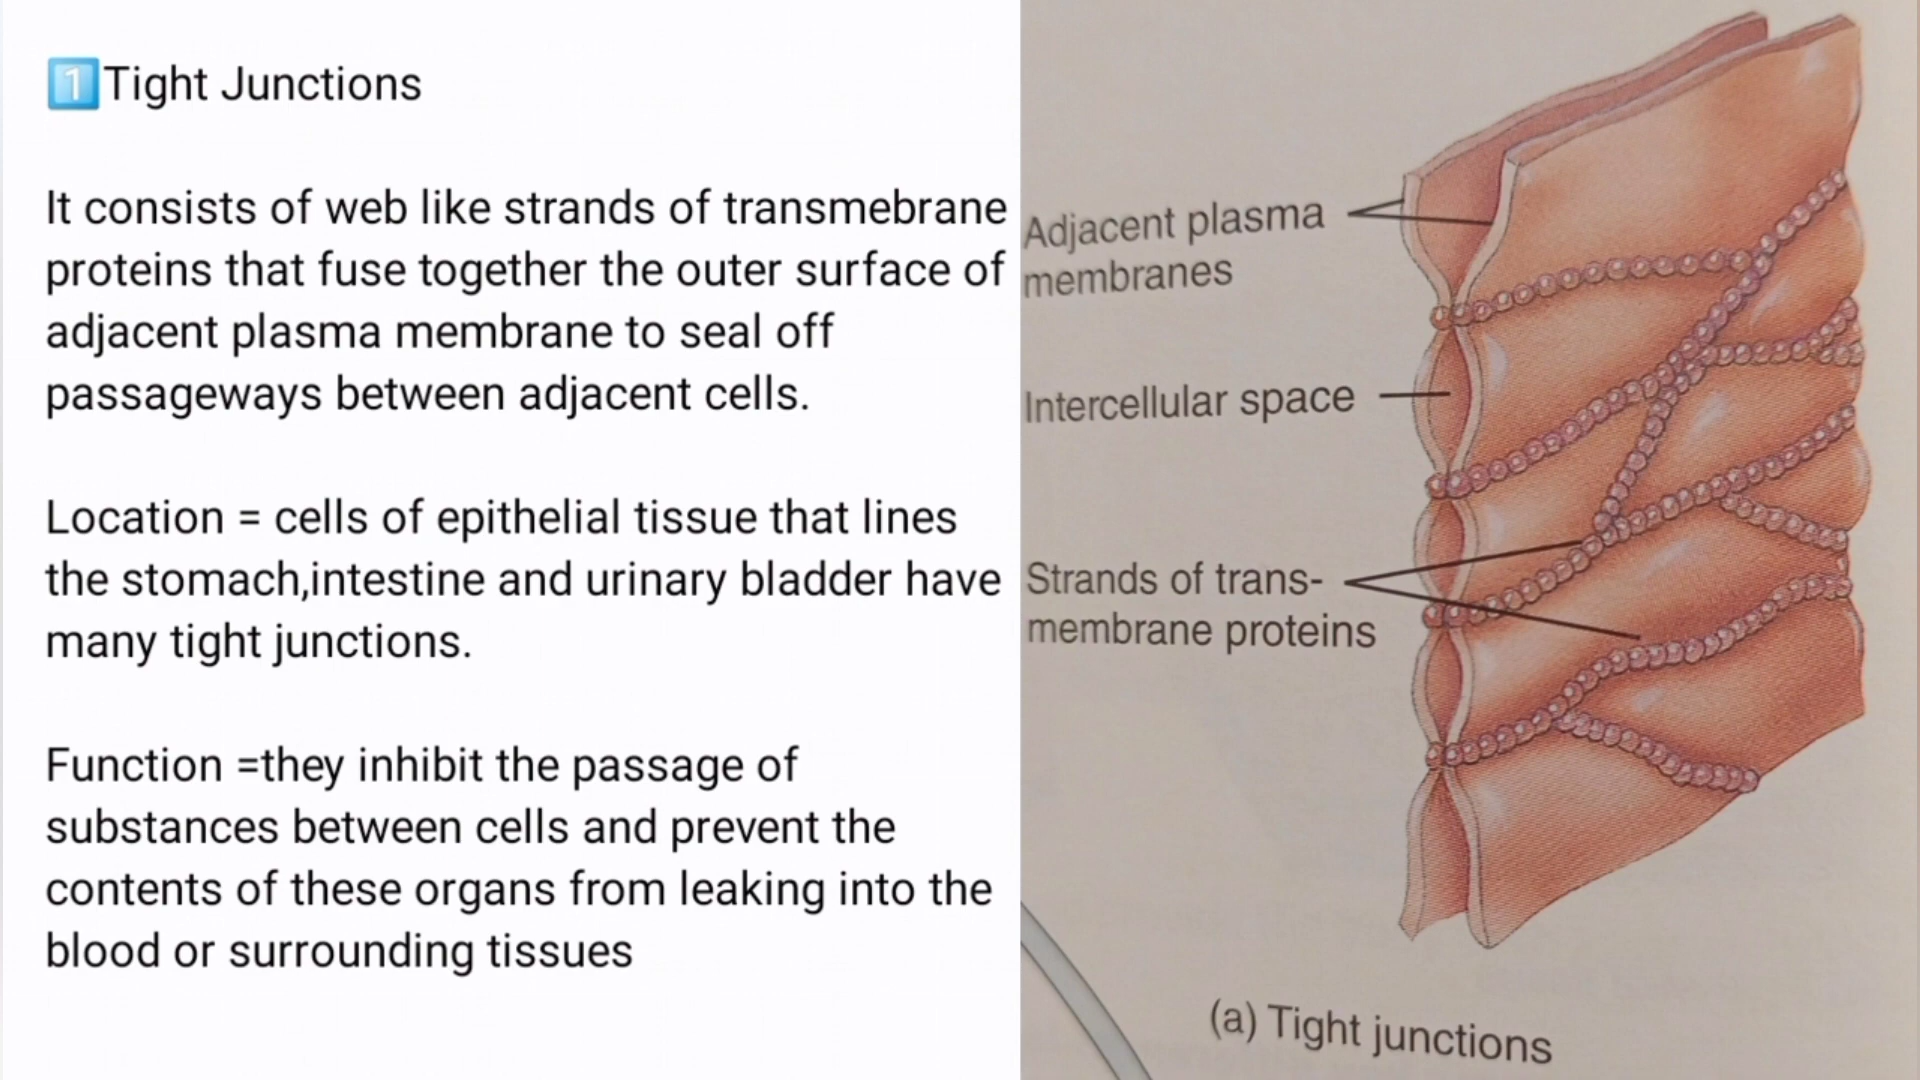 1️⃣Tight Junctions
It consists of web like strands of transmebrane
proteins that fuse together the outer surface of
adjacent plasma membrane to seal off
passageways between adjacent cells.
Location = cells of epithelial tissue that lines
the stomach,intestine and urinary bladder have
many tight junctions.
Function =they inhibit the passage of
substances between cells and prevent the
contents of these organs from leaking into the
blood or surrounding tissues
Adjacent plasma
membranes
Intercellular space
Strands of trans-
membrane proteins
(a) Tight junctions